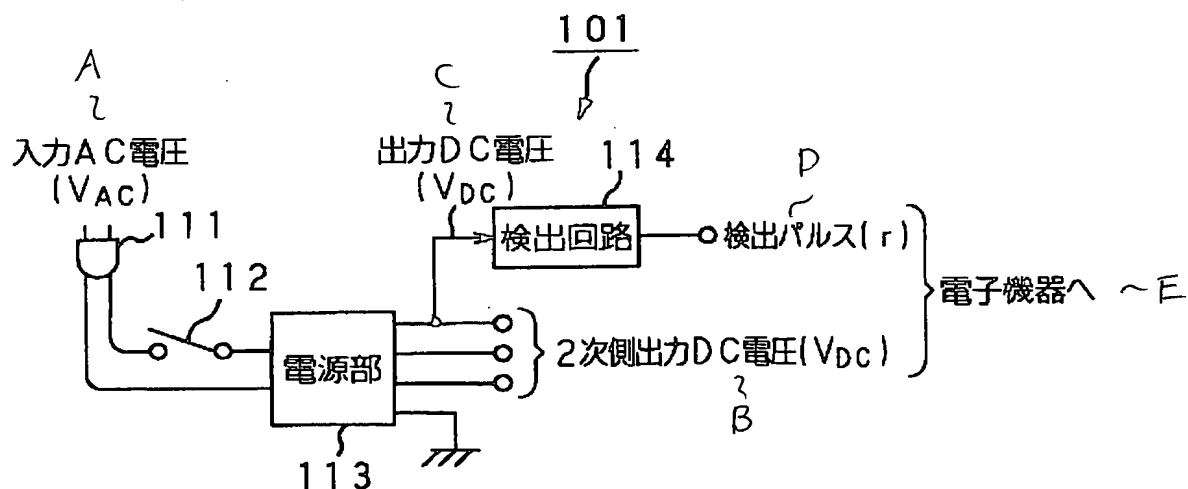 101
A
C
入力AC電圧
(VAC)
出力DC電圧
(VDC)
114
D
111
検出回路
検出パルス(r)
112
電子機器へ ~E
電源部
2次側出力DC電圧(VDC)
B
113